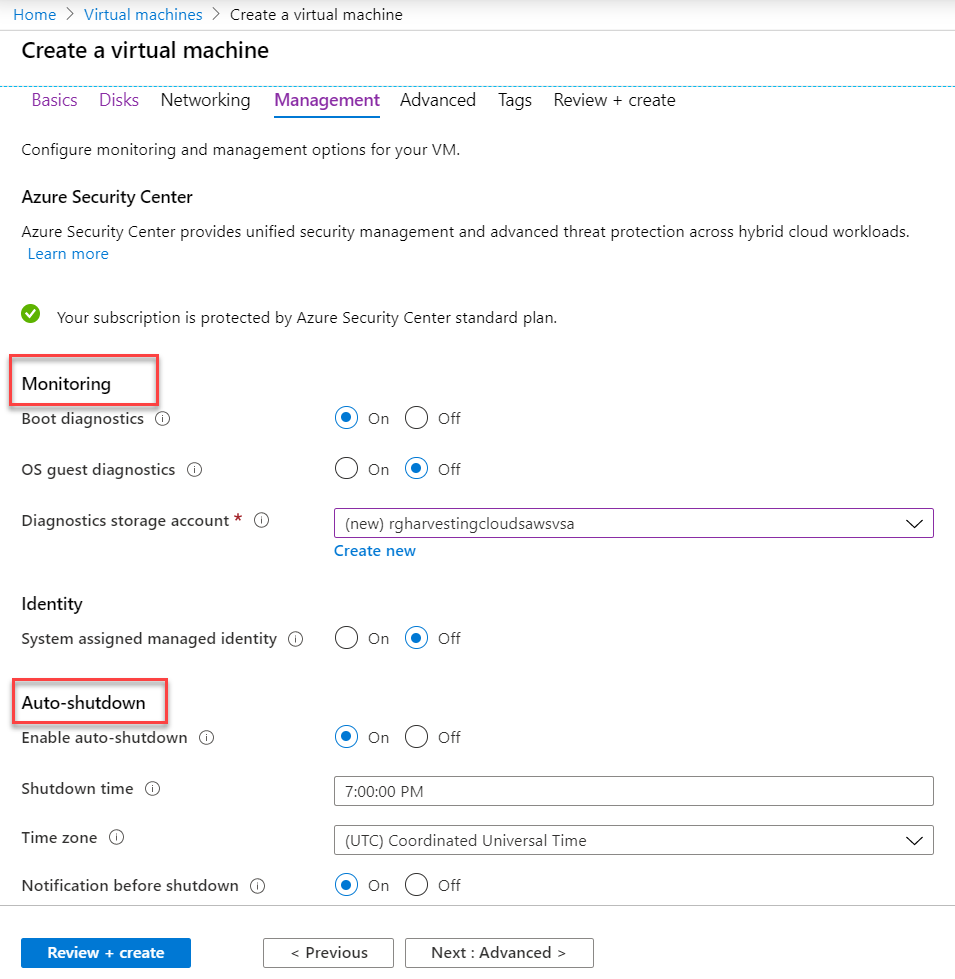 Home > Virtual machines > Create a virtual machine
Create a virtual machine
Basics Disks Networking Management Advanced Tags Review + create
Configure monitoring and management options for your VM.
Azure Security Center
Azure Security Center provides unified security management and advanced threat protection across hybrid cloud workloads.
Learn more
Your subscription is protected by Azure Security Center standard plan.
Monitoring
Boot diagnostics On Off
OS guest diagnostics On Off
Diagnostics storage account * (new) rgharvestingcloudsawsvsa
Create new
Identity
System assigned managed identity On Off
Auto-shutdown
Enable auto-shutdown On Off
Shutdown time 7:00:00 PM
Time zone (UTC) Coordinated Universal Time
Notification before shutdown On Off
Review + create < Previous Next : Advanced >